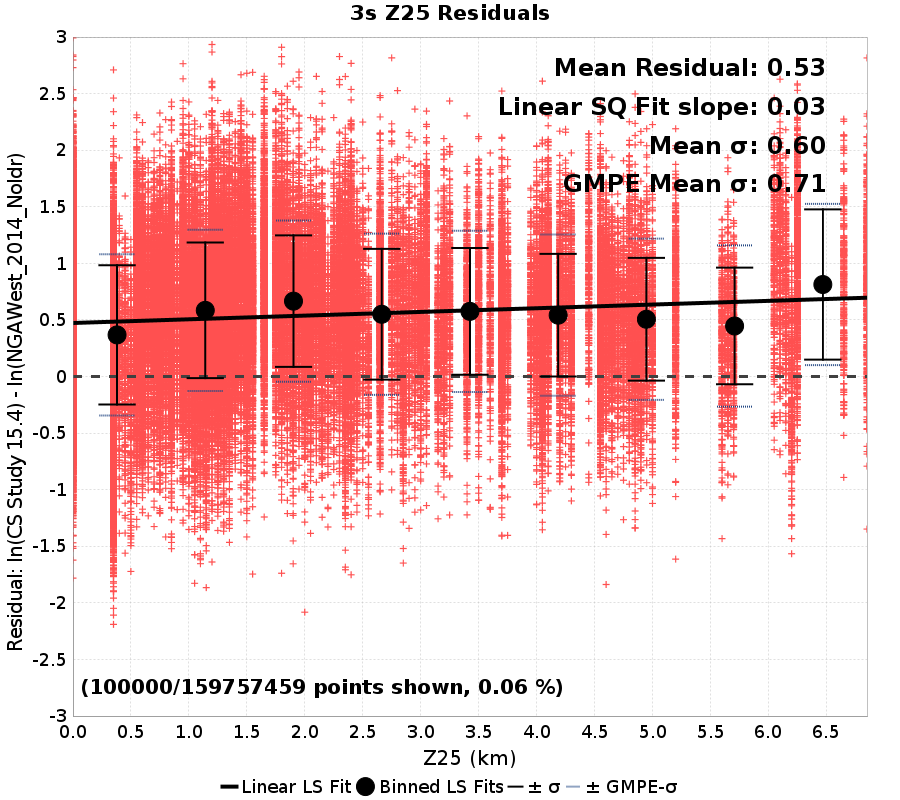 3s Z25 Residuals
Mean Residual: 0.53
Linear SQ Fit slope: 0.03
Mean σ: 0.60
GMPE Mean σ: 0.71
Residual: ln(CS Study 15.4) - ln(NGAWest_2014_NoIdr)
3
2.5
2
1.5
1
0.5
0
-0.5
-1
-1.5
-2
-2.5
-3
(100000/159757459 points shown, 0.06 %)
0.0 0.5 1.0 1.5 2.0 2.5 3.0 3.5 4.0 4.5 5.0 5.5 6.0 6.5
Z25 (km)
Linear LS Fit Binned LS Fits ± σ ± GMPE-σ